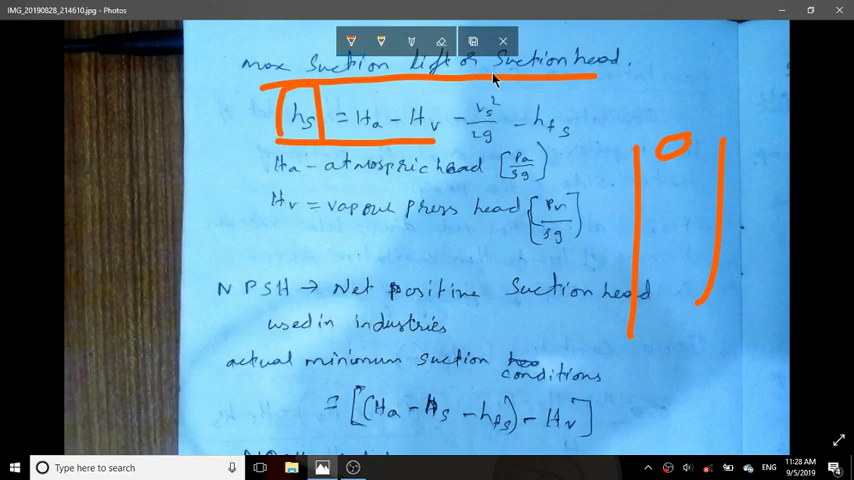 IMG_20190828_214610.jpg - Photos
max Suction lift or Suction head.
hs = Ha - Hv - Vs²/2g - hfs
Ha - atmospric head [Pa/ρg]
Hv = vapour press head [Pv/ρg]
NPSH → Net positive Suction head
used in industries
actual minimum suction conditions
= [(Ha - Hs - hfs) - Hv]
Type here to search
ENG
11:28 AM
9/5/2019
4